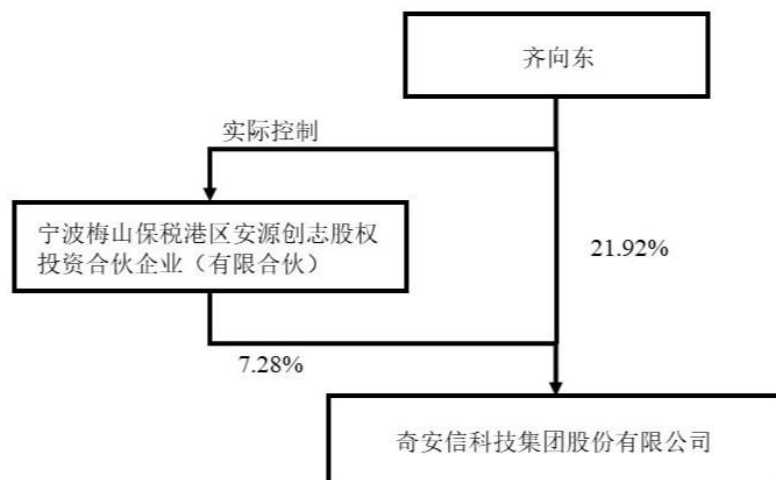 齐向东
实际控制
宁波梅山保税港区安源创志股权
投资合伙企业（有限合伙）
21.92%
7.28%
奇安信科技集团股份有限公司